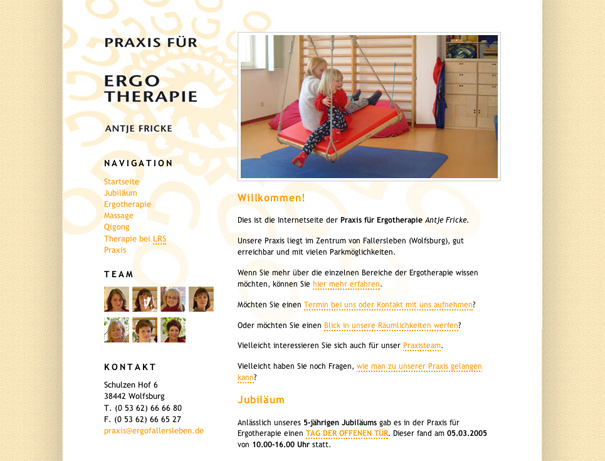 PRAXIS FÜR
ERGO
THERAPIE
ANTJE FRICKE
NAVIGATION
Startseite
Jubiläum
Ergotherapie
Massage
Qigong
Therapie bei LRS
Praxis
TEAM
KONTAKT
Schulzen Hof 6
38442 Wolfsburg
T. (0 53 62) 66 66 80
F. (0 53 62) 66 65 27
praxis@ergofallersleben.de
Willkommen!
Dies ist die Internetseite der Praxis für Ergotherapie Antje Fricke.
Unsere Praxis liegt im Zentrum von Fallersleben (Wolfsburg), gut
erreichbar und mit vielen Parkmöglichkeiten.
Wenn Sie mehr über die einzelnen Bereiche der Ergotherapie wissen
möchten, können Sie hier mehr erfahren.
Möchten Sie einen Termin bei uns oder Kontakt mit uns aufnehmen?
Oder möchten Sie einen Blick in unsere Räumlichkeiten werfen?
Vielleicht interessieren Sie sich auch für unser Praxisteam.
Vielleicht haben Sie noch Fragen, wie man zu unserer Praxis gelangen
kann?
Jubiläum
Anlässlich unseres 5-jährigen Jubiläums gab es in der Praxis für
Ergotherapie einen TAG DER OFFENEN TÜR. Dieser fand am 05.03.2005
von 10.00-16.00 Uhr statt.